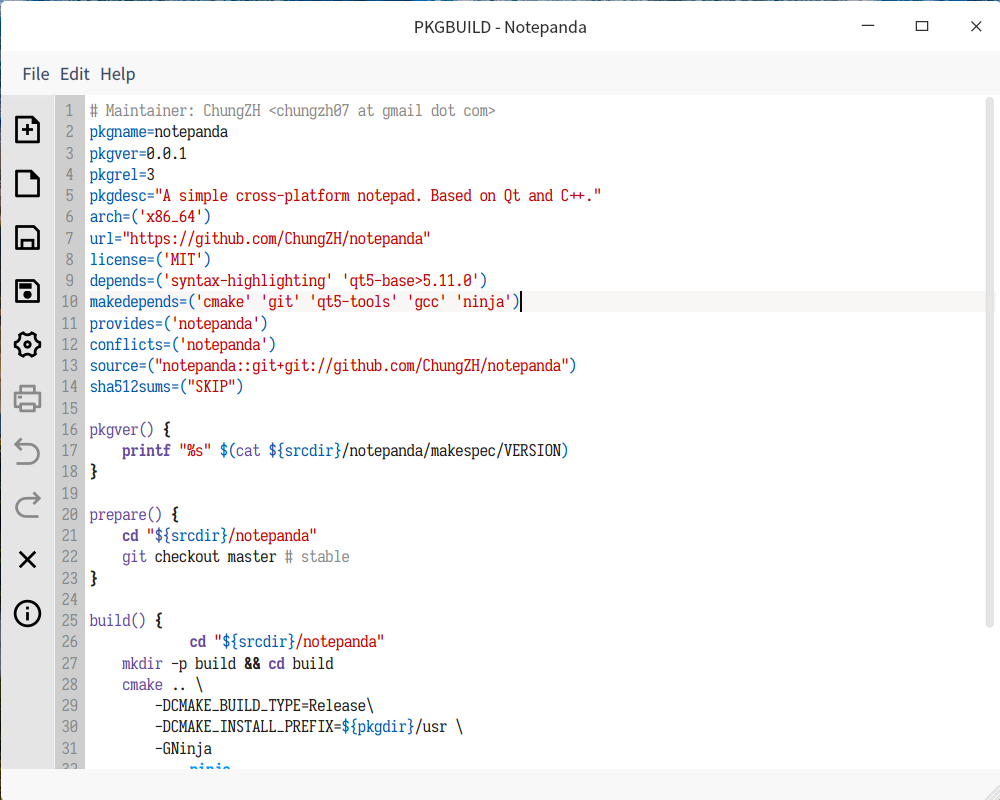 PKGBUILD - Notepanda
File Edit Help
1 # Maintainer: ChungZH <chungzh07 at gmail dot com>
2 pkgname=notepanda
3 pkgver=0.0.1
4 pkgrel=3
5 pkgdesc="A simple cross-platform notepad. Based on Qt and C++."
6 arch=('x86_64')
7 url="https://github.com/ChungZH/notepanda"
8 license=('MIT')
9 depends=('syntax-highlighting' 'qt5-base>5.11.0')
10 makedepends=('cmake' 'git' 'qt5-tools' 'gcc' 'ninja')
11 provides=('notepanda')
12 conflicts=('notepanda')
13 source=("notepanda::git+git://github.com/ChungZH/notepanda")
14 sha512sums=("SKIP")
15
16 pkgver() {
17     printf "%s" $(cat ${srcdir}/notepanda/makespec/VERSION)
18 }
19
20 prepare() {
21     cd "${srcdir}/notepanda"
22     git checkout master # stable
23 }
24
25 build() {
26             cd "${srcdir}/notepanda"
27     mkdir -p build && cd build
28     cmake .. \
29         -DCMAKE_BUILD_TYPE=Release\
30         -DCMAKE_INSTALL_PREFIX=${pkgdir}/usr \
31         -GNinja
32             ninja